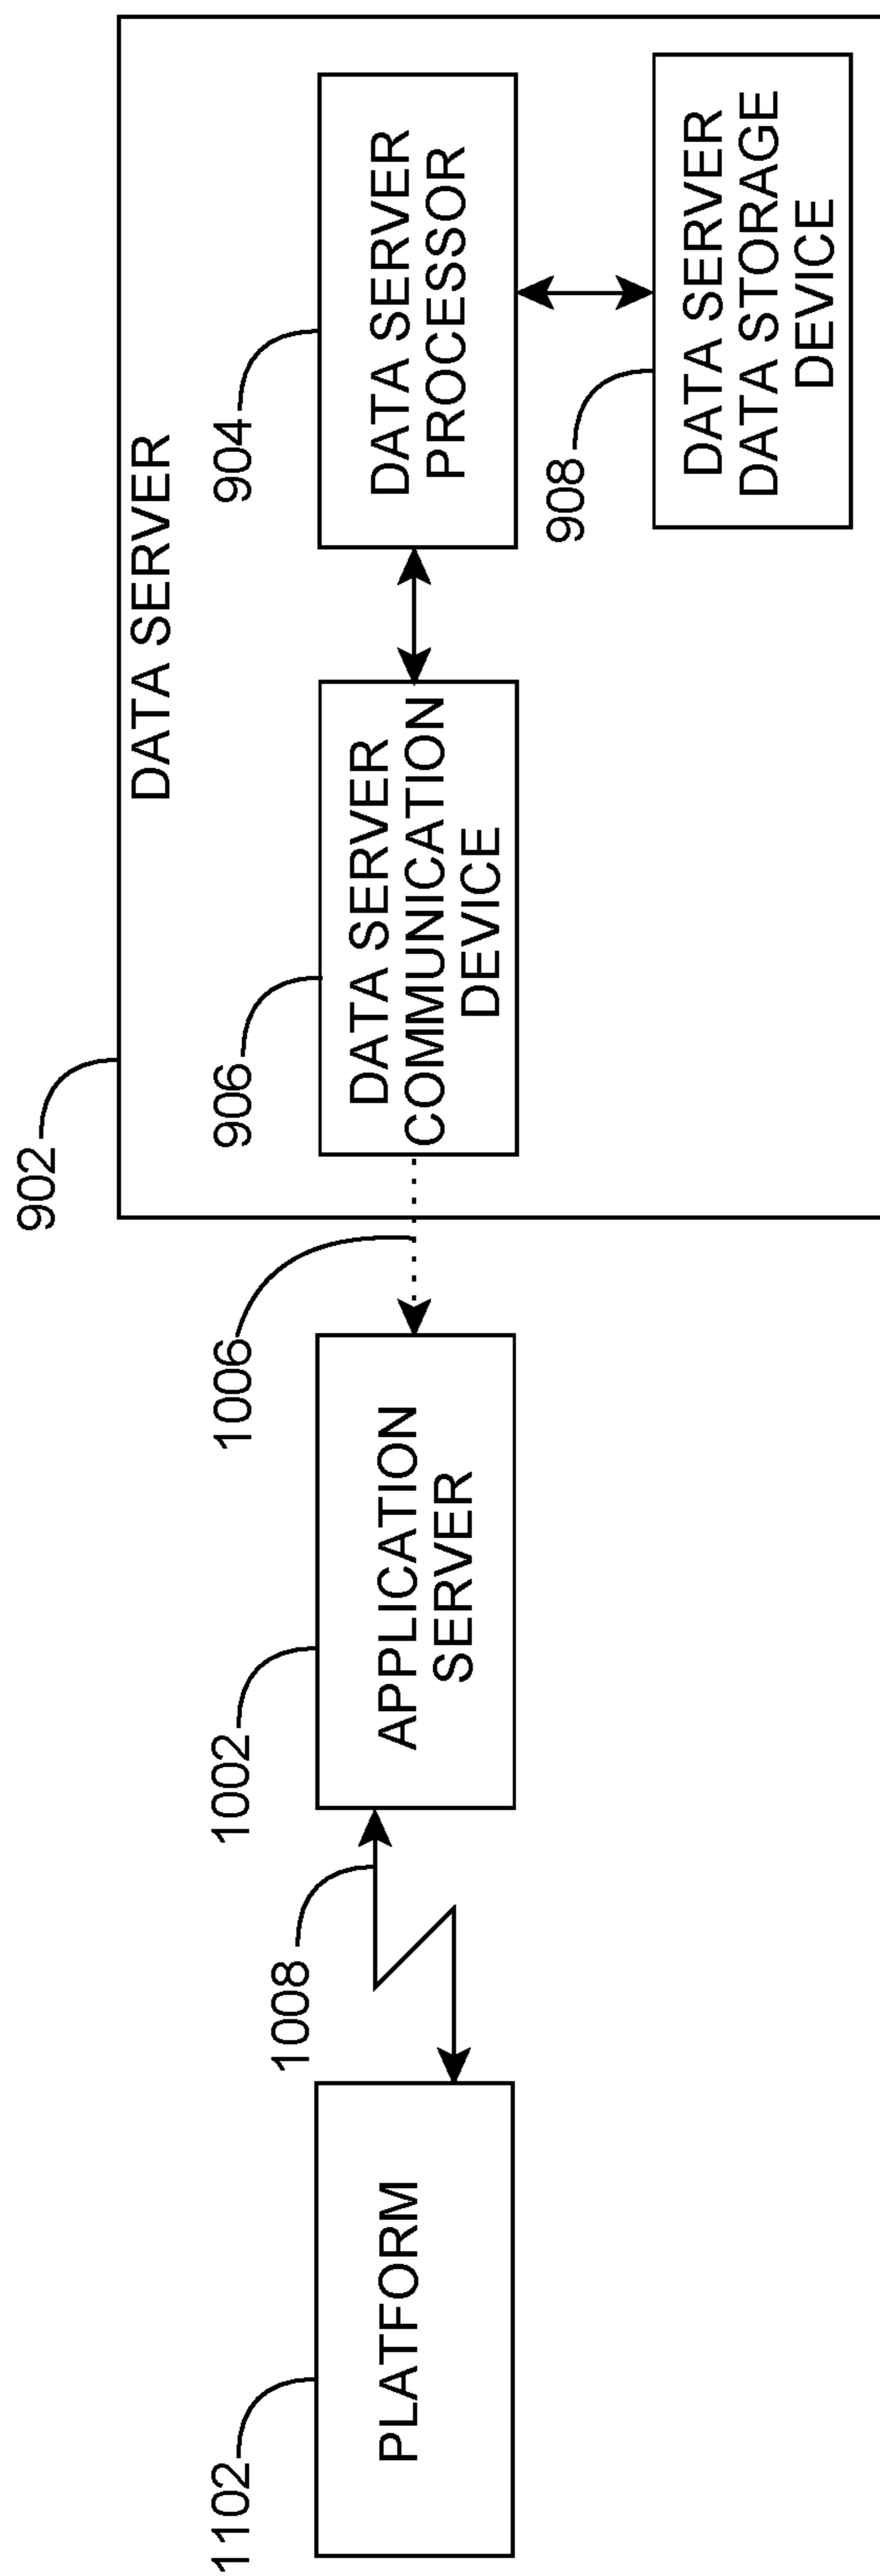 902
DATA SERVER
1102
PLATFORM
1008
1002
APPLICATION
SERVER
1006
906
DATA SERVER
COMMUNICATION
DEVICE
904
DATA SERVER
PROCESSOR
908
DATA SERVER
DATA STORAGE
DEVICE